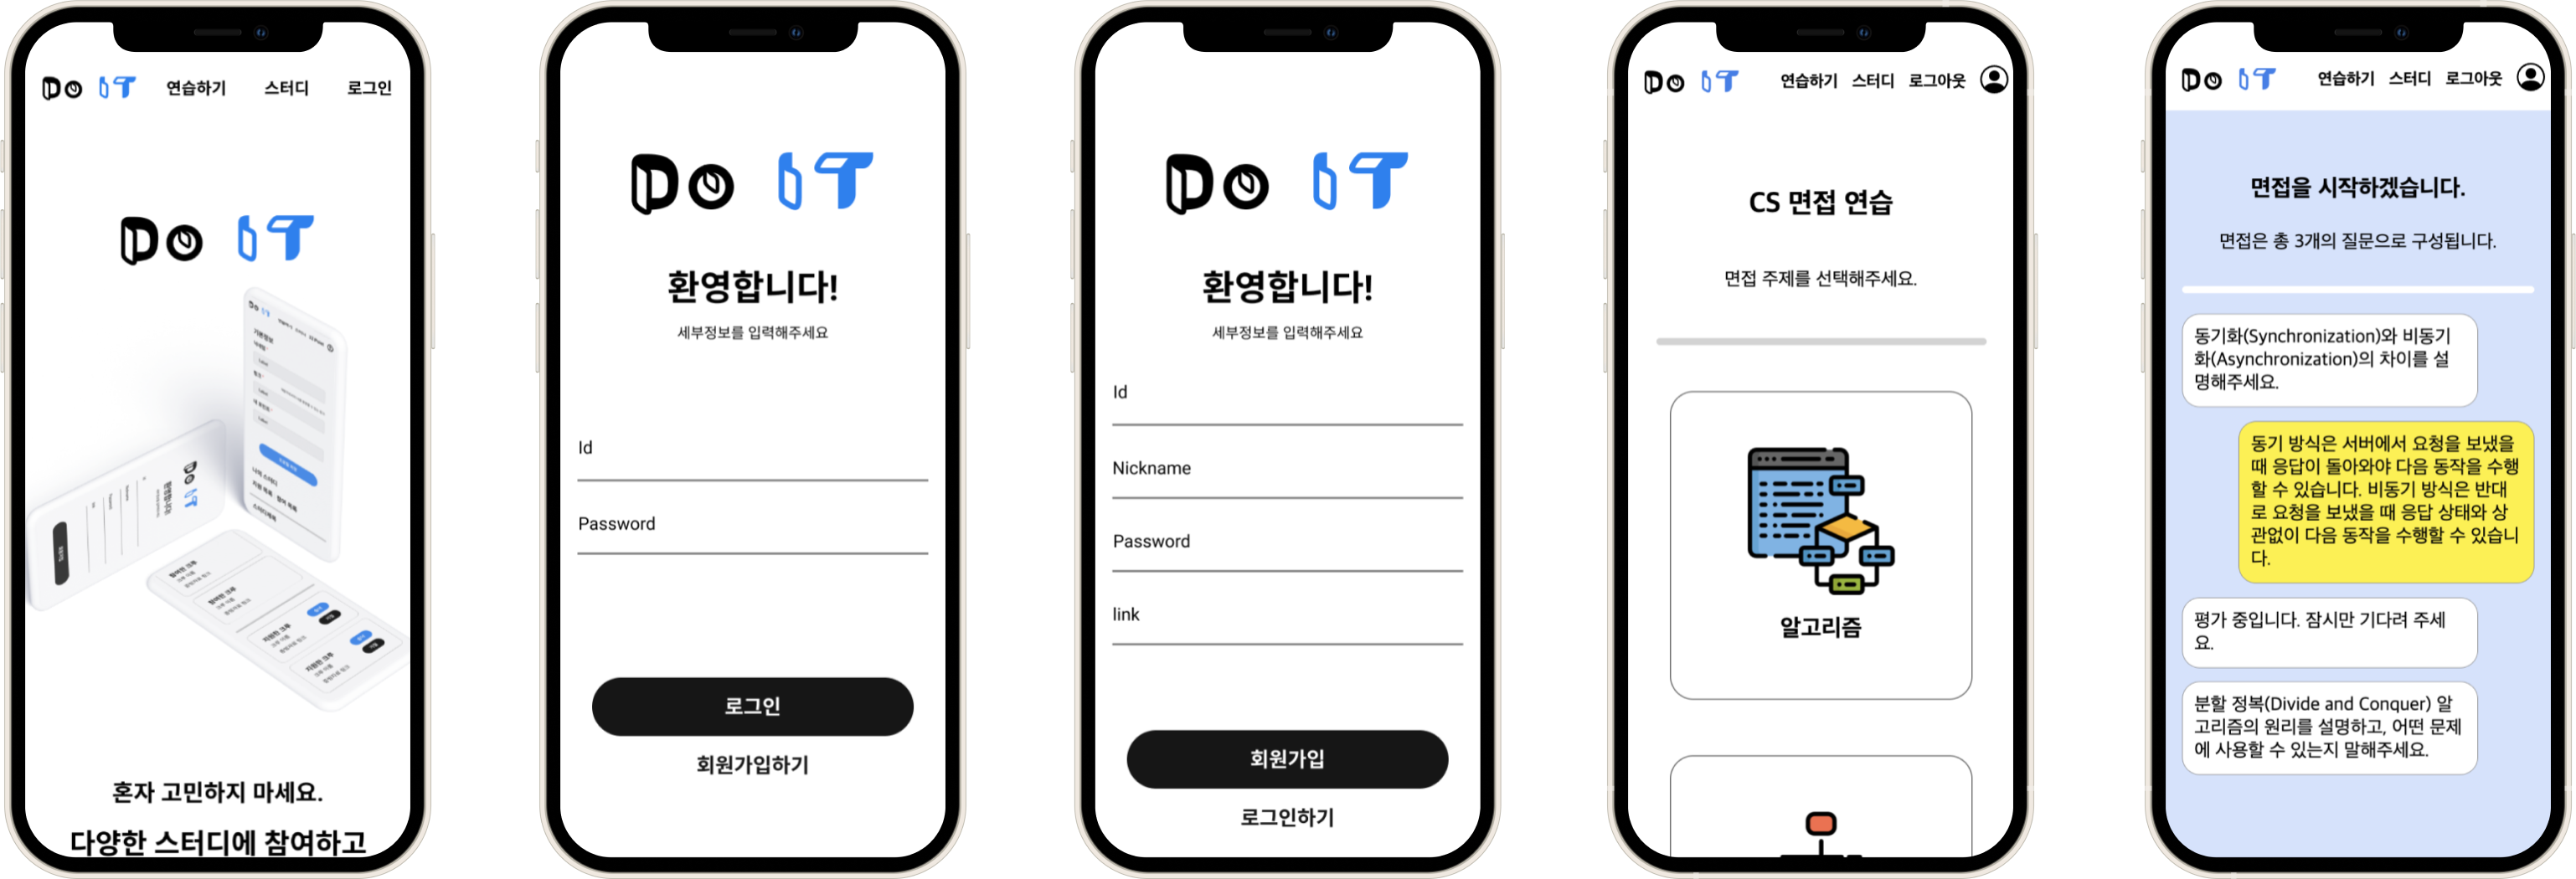 Do iT 연습하기 스터디 로그인
Do iT
혼자 고민하지 마세요.
다양한 스터디에 참여하고
Do iT
환영합니다!
세부정보를 입력해주세요
Id
Password
로그인
회원가입하기
Do iT
환영합니다!
세부정보를 입력해주세요
Id
Nickname
Password
link
회원가입
로그인하기
Do iT 연습하기 스터디 로그아웃
CS 면접 연습
면접 주제를 선택해주세요.
알고리즘
Do iT 연습하기 스터디 로그아웃
면접을 시작하겠습니다.
면접은 총 3개의 질문으로 구성됩니다.
동기화(Synchronization)와 비동기
화(Asynchronization)의 차이를 설
명해주세요.
동기 방식은 서버에서 요청을 보냈을
때 응답이 돌아와야 다음 동작을 수행
할 수 있습니다. 비동기 방식은 반대
로 요청을 보냈을 때 응답 상태와 상
관없이 다음 동작을 수행할 수 있습니
다.
평가 중입니다. 잠시만 기다려 주세
요.
분할 정복(Divide and Conquer) 알
고리즘의 원리를 설명하고, 어떤 문제
에 사용할 수 있는지 말해주세요.